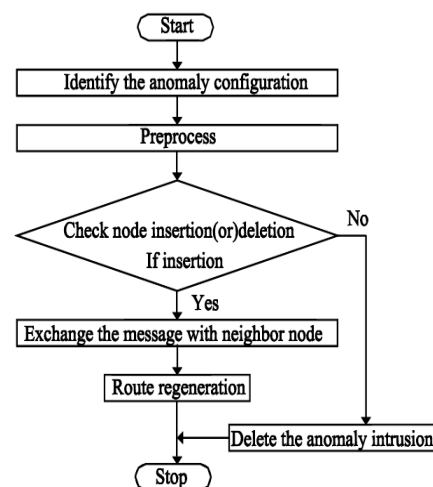 Start
Identify the anomaly configuration
Preprocess
Check node insertion(or)deletion
If insertion
No
Yes
Exchange the message with neighbor node
Route regeneration
Delete the anomaly intrusion
Stop